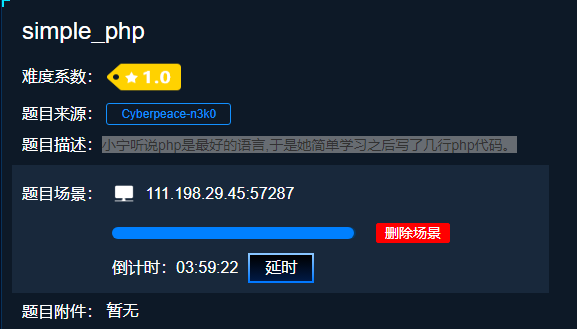 simple_php
难度系数： 1.0
题目来源： Cyberpeace-n3k0
题目描述：小宁听说php是最好的语言,于是她简单学习之后写了几行php代码。
题目场景： 111.198.29.45:57287
删除场景
倒计时：03:59:22 延时
题目附件： 暂无